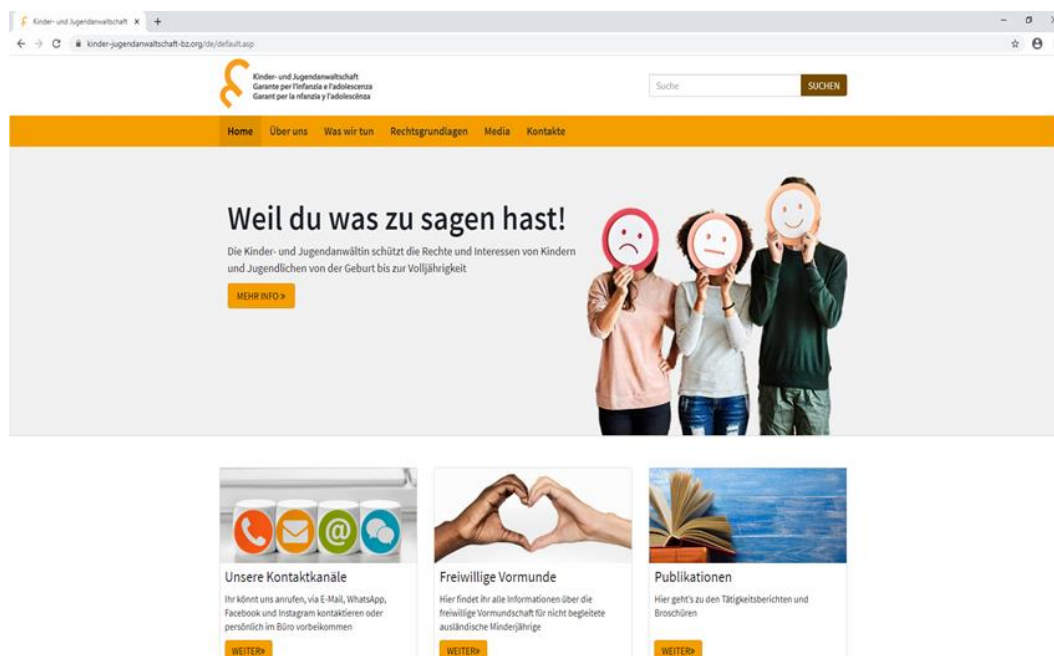 Kinder- und Jugendanwaltschaft
kinder-jugendanwaltschaft-bz.org/de/default.asp
Kinder- und Jugendanwaltschaft
Garante per l'infanzia e l'adolescenza
Garant per la nfanzia y l'adolescënza
Suche
SUCHEN
Home Über uns Was wir tun Rechtsgrundlagen Media Kontakte
Weil du was zu sagen hast!
Die Kinder- und Jugendanwältin schützt die Rechte und Interessen von Kindern
und Jugendlichen von der Geburt bis zur Volljährigkeit
MEHR INFO »
@
Unsere Kontaktkanäle
Ihr könnt uns anrufen, via E-Mail, WhatsApp,
Facebook und Instagram kontaktieren oder
persönlich im Büro vorbeikommen
WEITER»
Freiwillige Vormunde
Hier findet ihr alle Informationen über die
freiwillige Vormundschaft für nicht begleitete
ausländische Minderjährige
WEITER»
Publikationen
Hier geht's zu den Tätigkeitsberichten und
Broschüren
WEITER»